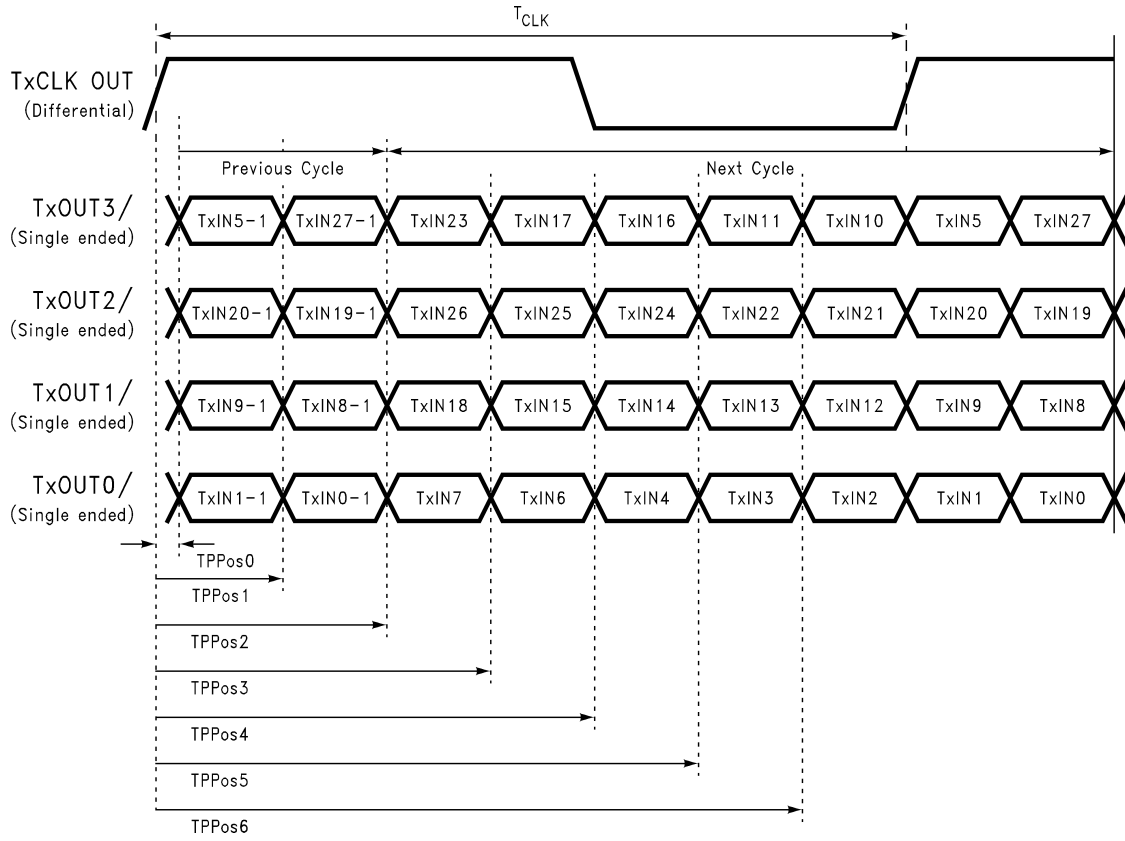 TCLK
TxCLK OUT
(Differential)
Previous Cycle Next Cycle
TxOUT3/
(Single ended)
TxIN5-1 TxIN27-1 TxIN23 TxIN17 TxIN16 TxIN11 TxIN10 TxIN5 TxIN27
TxOUT2/
(Single ended)
TxIN20-1 TxIN19-1 TxIN26 TxIN25 TxIN24 TxIN22 TxIN21 TxIN20 TxIN19
TxOUT1/
(Single ended)
TxIN9-1 TxIN8-1 TxIN18 TxIN15 TxIN14 TxIN13 TxIN12 TxIN9 TxIN8
TxOUT0/
(Single ended)
TxIN1-1 TxIN0-1 TxIN7 TxIN6 TxIN4 TxIN3 TxIN2 TxIN1 TxIN0
TPPos0
TPPos1
TPPos2
TPPos3
TPPos4
TPPos5
TPPos6